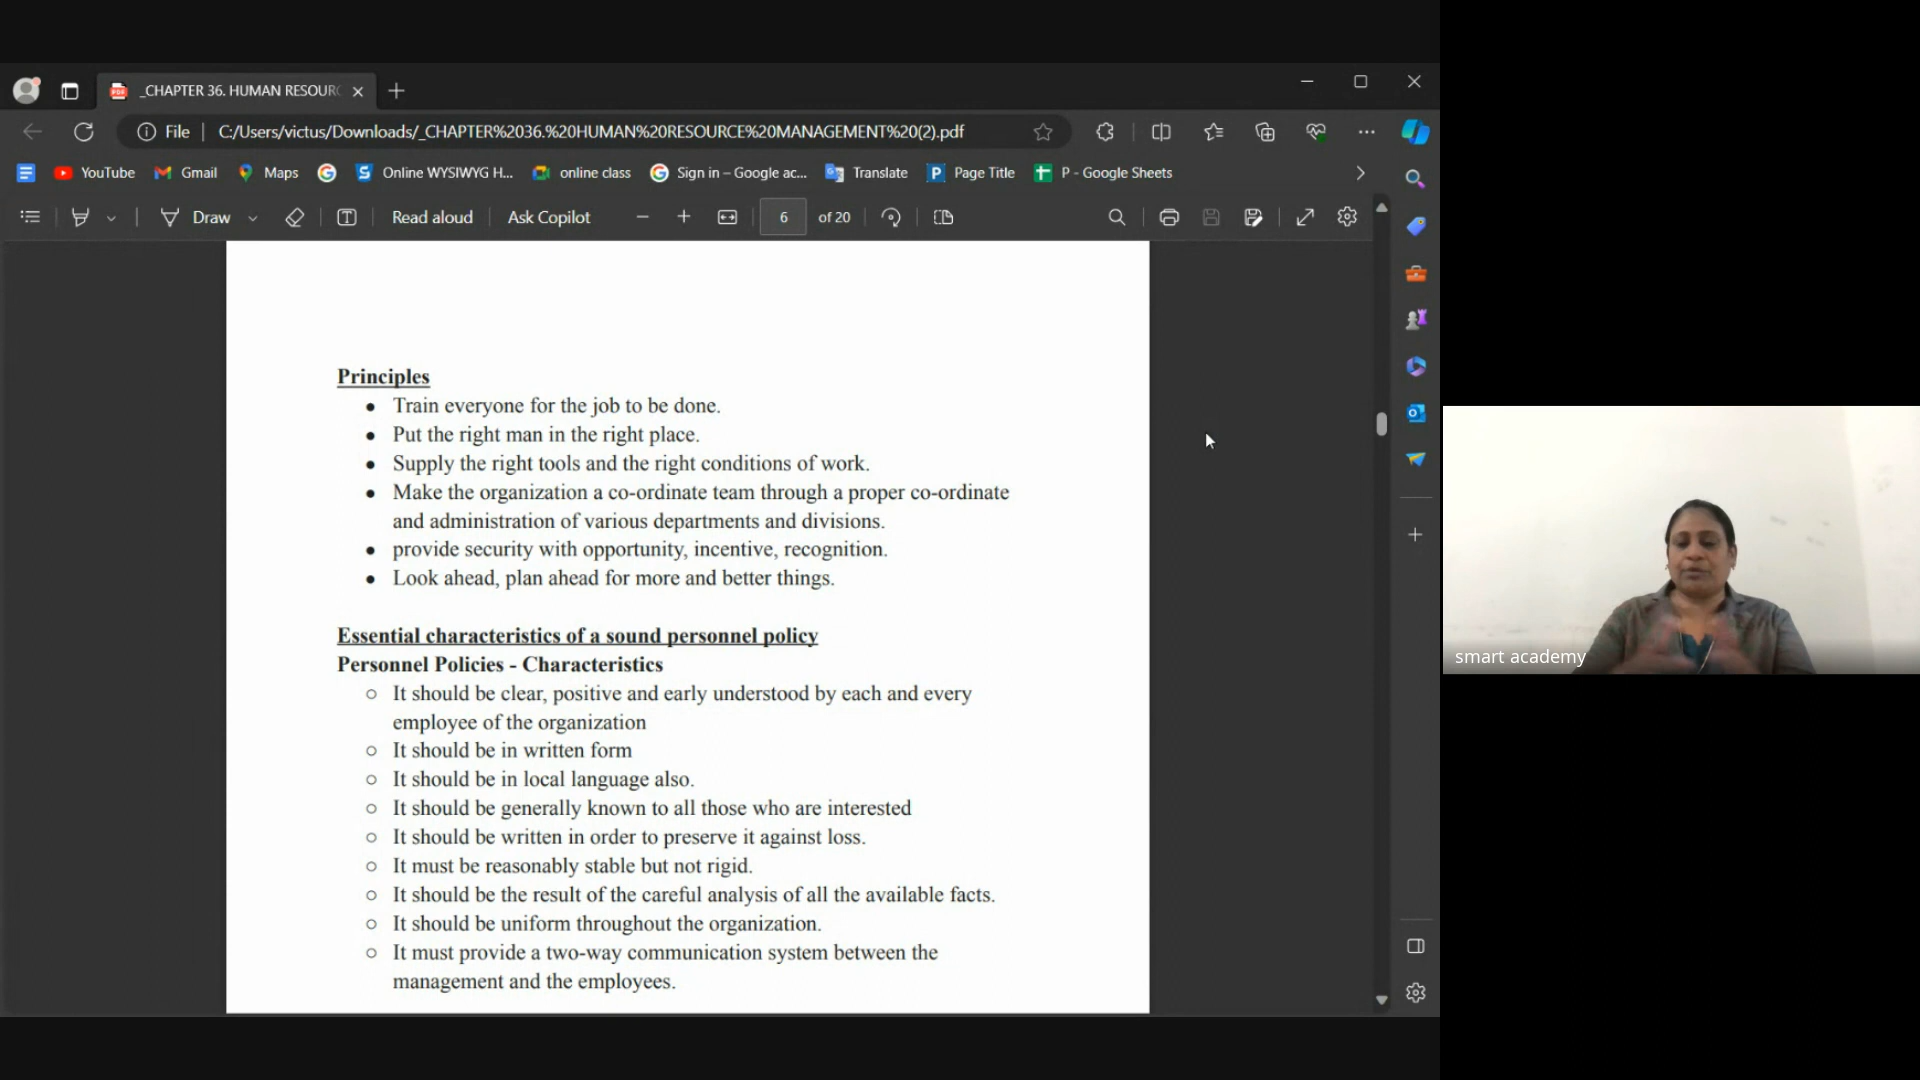 _CHAPTER 36. HUMAN RESOUR
File
C:/Users/victus/Downloads/_CHAPTER%2036.%20HUMAN%20RESOURCE%20MANAGEMENT%20(2).pdf
YouTube
Gmail
Maps
Online WYSIWYG H...
online class
Sign in – Google ac...
Translate
Page Title
P - Google Sheets
Draw
Read aloud
Ask Copilot
6
of 20
Principles
Train everyone for the job to be done.
Put the right man in the right place.
Supply the right tools and the right conditions of work.
Make the organization a co-ordinate team through a proper co-ordinate
and administration of various departments and divisions.
provide security with opportunity, incentive, recognition.
Look ahead, plan ahead for more and better things.
Essential characteristics of a sound personnel policy
Personnel Policies - Characteristics
It should be clear, positive and early understood by each and every
employee of the organization
It should be in written form
It should be in local language also.
It should be generally known to all those who are interested
It should be written in order to preserve it against loss.
It must be reasonably stable but not rigid.
It should be the result of the careful analysis of all the available facts.
It should be uniform throughout the organization.
It must provide a two-way communication system between the
management and the employees.
smart academy